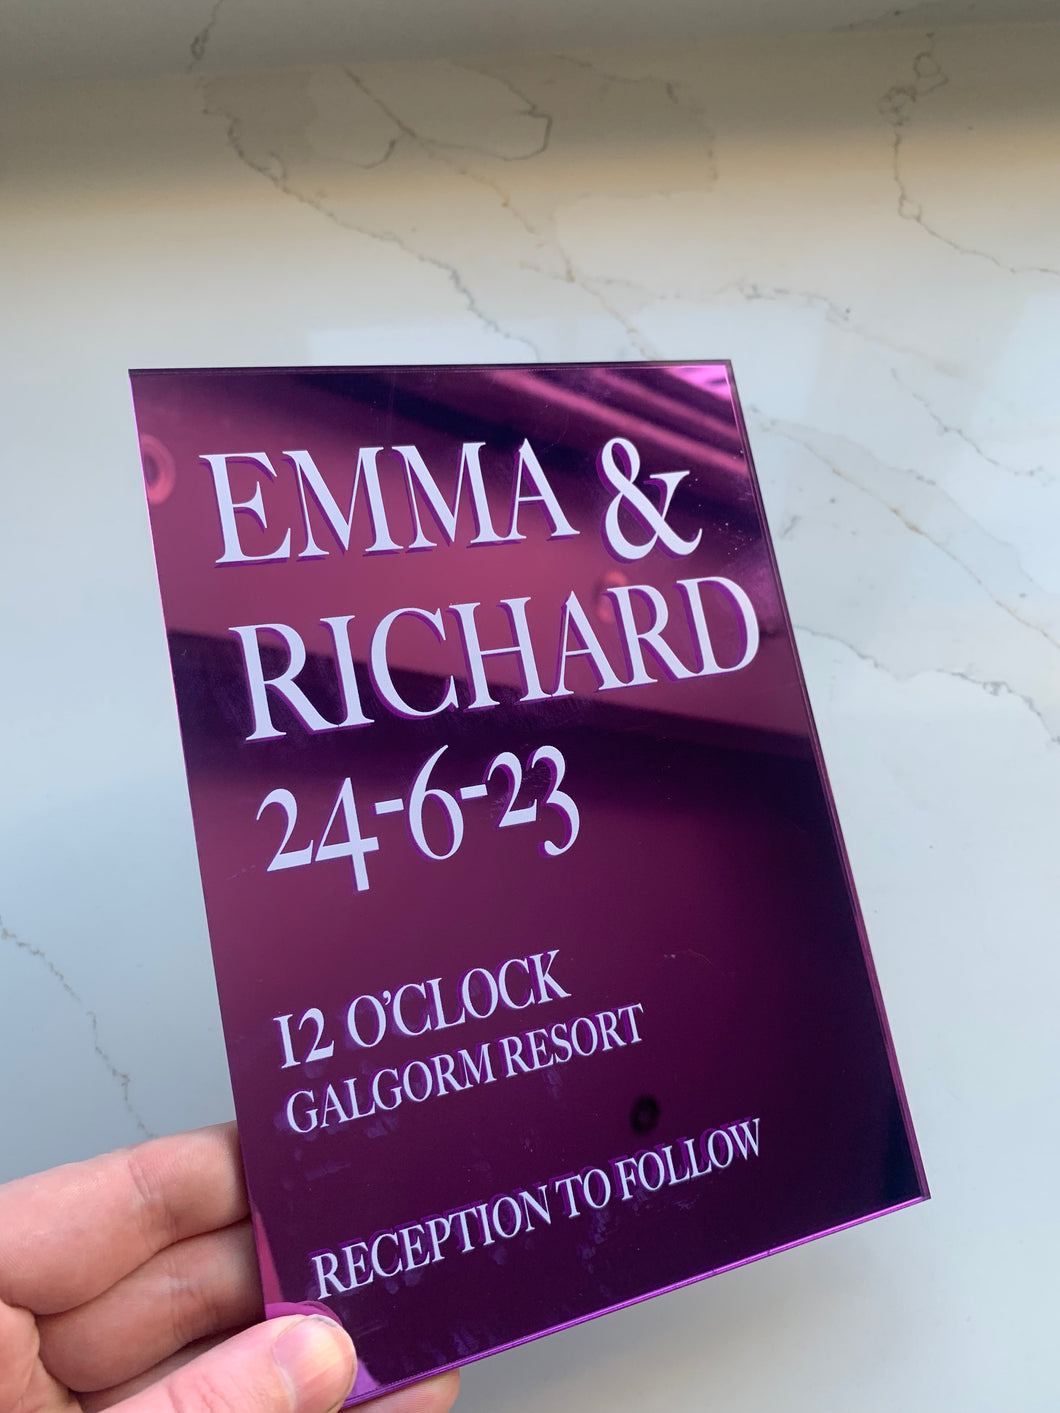 EMMA &
RICHARD
24-6-23
12 O'CLOCK
GALGORM RESORT
RECEPTION TO FOLLOW